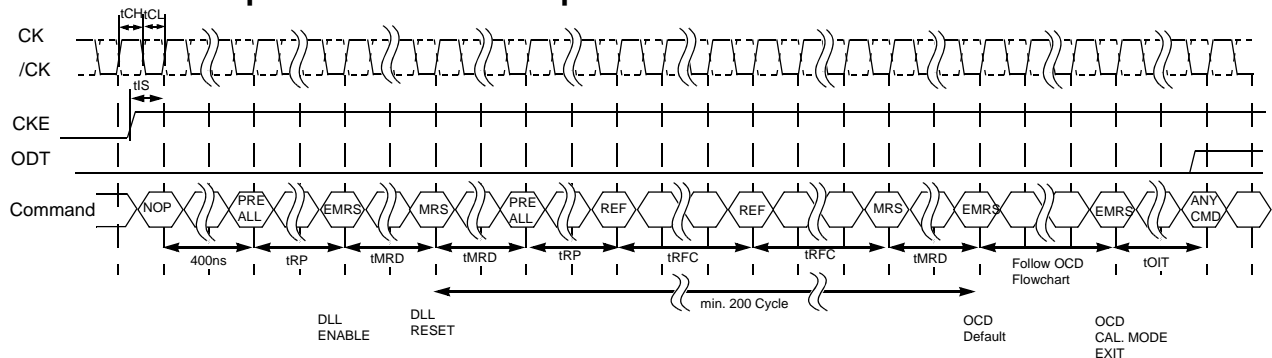 tCH tCL
CK
/CK
tIS
CKE
ODT
Command
NOP
PRE
ALL
EMRS
MRS
PRE
ALL
REF
REF
MRS
EMRS
EMRS
ANY
CMD
400ns
tRP
tMRD
tMRD
tRP
tRFC
tRFC
tMRD
Follow OCD
Flowchart
tOIT
min. 200 Cycle
DLL
ENABLE
DLL
RESET
OCD
Default
OCD
CAL. MODE
EXIT